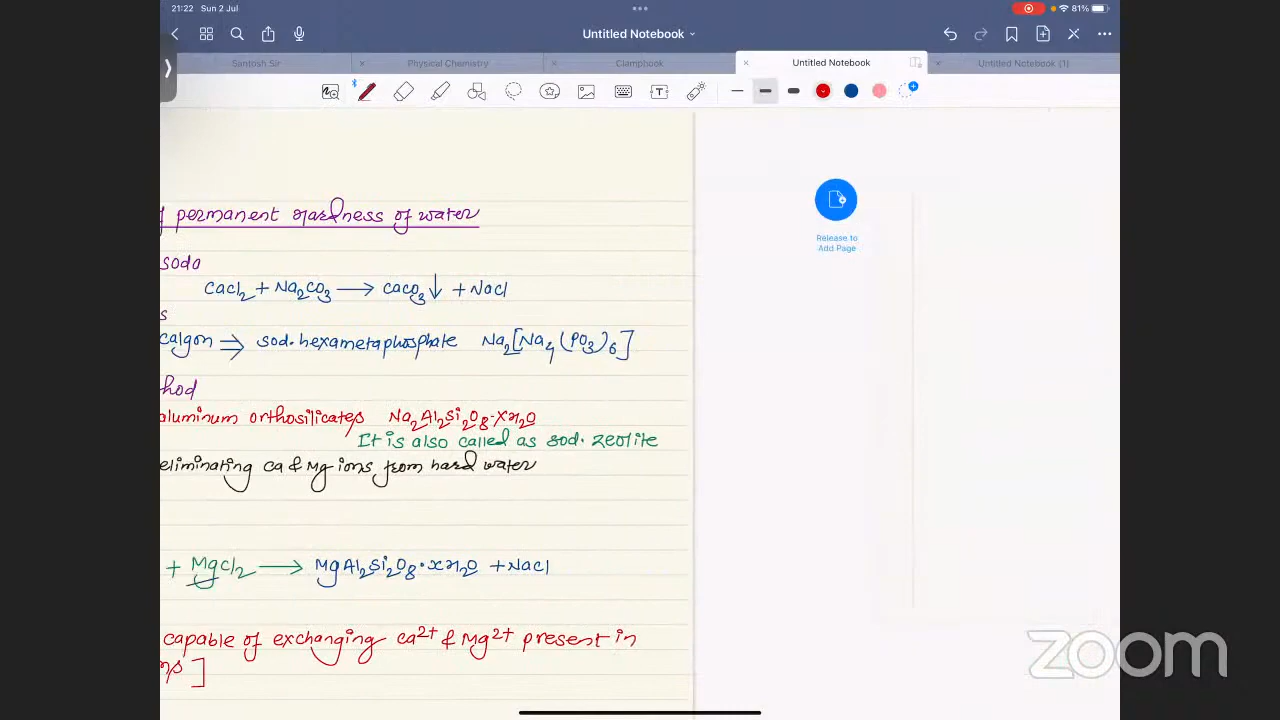 21:22 Sun 2 Jul
81%
Untitled Notebook
Santosh Sir
Physical Chemistry
Clampbook
Untitled Notebook
Untitled Notebook (1)
permanent Hardness of water
soda
CaCl₂ + Na₂CO₃ → CaCO₃↓ + NaCl
s
calgon ⇒ sod. hexametaphosphate Na₂[Na₄(PO₃)₆]
hod
aluminum orthosilicates Na₂Al₂Si₂O₈·XH₂O
It is also called as sod. zeolite
eliminating Ca & Mg ions from hard water
+ MgCl₂ → MgAl₂Si₂O₈·xH₂O + NaCl
capable of exchanging Ca²⁺ & Mg²⁺ present in
]
Release to
Add Page
zoom